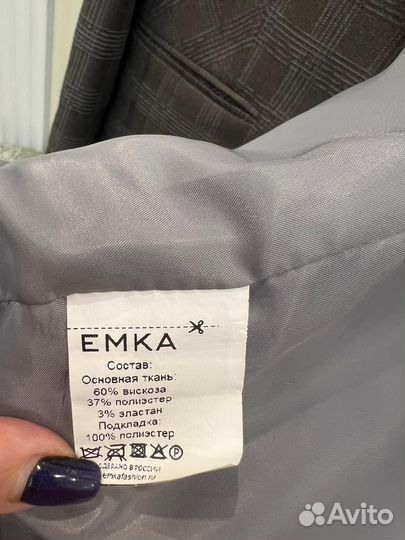 EMKA
Состав:
Основная ткань:
60% вискоза
37% полиэстер
3% эластан
Подкладка:
100% полиэстер
P
СДЕЛАНО В РОССИИ
emkafashion.ru
Avito